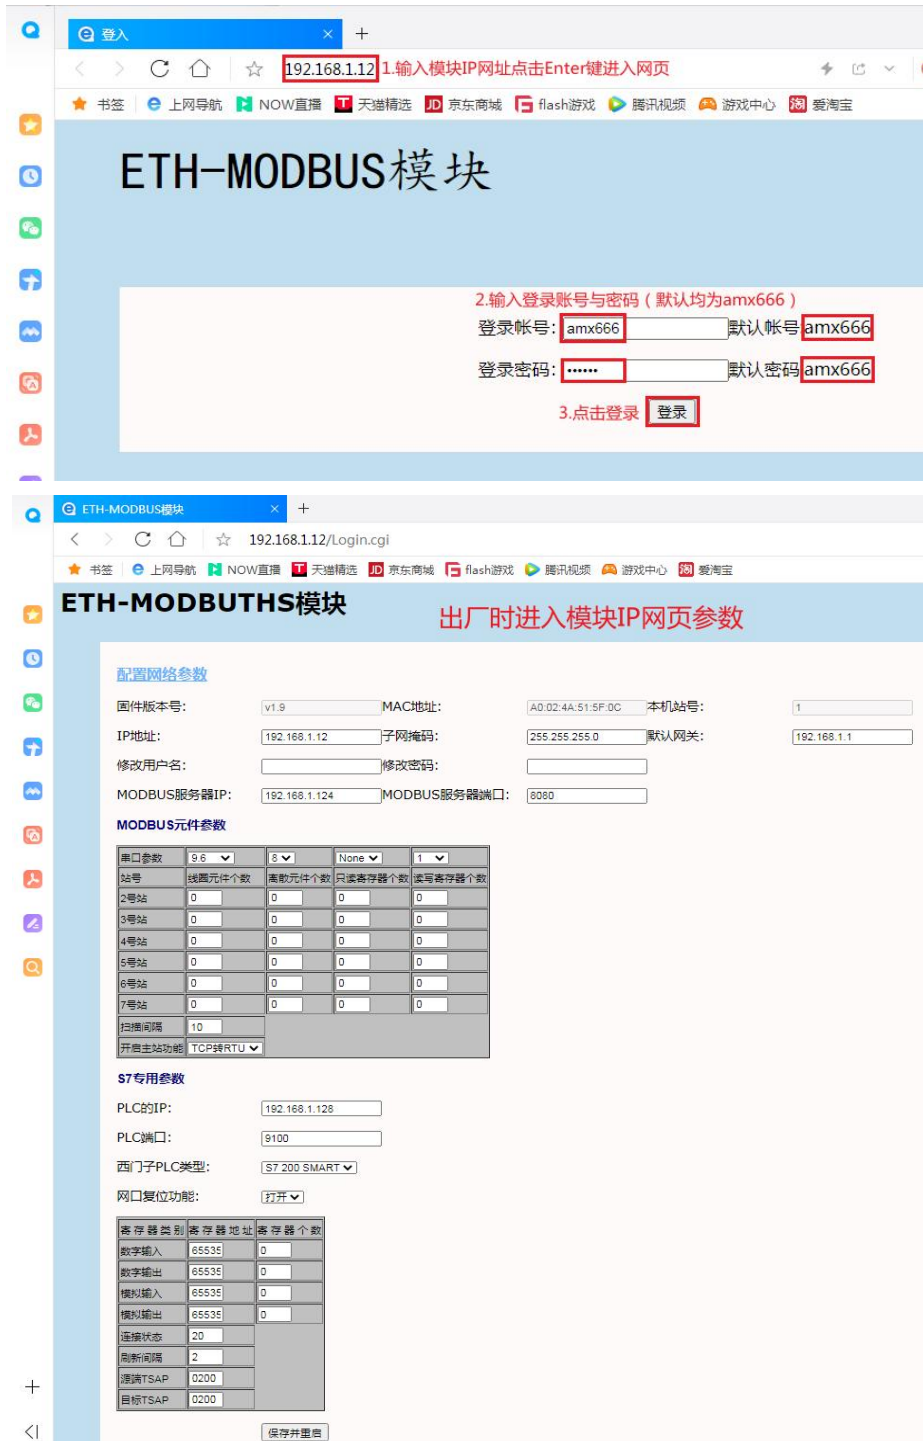 登入
192.168.1.12 1.输入模块IP网址点击Enter键进入网页
书签 上网导航 NOW直播 天猫精选 京东商城 flash游戏 腾讯视频 游戏中心 爱淘宝
ETH-MODBUS模块
2.输入登录账号与密码（默认均为amx666）
登录帐号: amx666 默认帐号 amx666
登录密码: •••••• 默认密码 amx666
3.点击登录 登录
ETH-MODBUS模块
192.168.1.12/Login.cgi
书签 上网导航 NOW直播 天猫精选 京东商城 flash游戏 腾讯视频 游戏中心 爱淘宝
ETH-MODBUTHS模块 出厂时进入模块IP网页参数
配置网络参数
固件版本号: v1.9 MAC地址: A0:02:4A:51:5F:0C 本机站号: 1
IP地址: 192.168.1.12 子网掩码: 255.255.255.0 默认网关: 192.168.1.1
修改用户名: 修改密码:
MODBUS服务器IP: 192.168.1.124 MODBUS服务器端口: 8080
MODBUS元件参数
串口参数 9.6 8 None 1
站号 线圈元件个数 离散元件个数 只读寄存器个数 读写寄存器个数
2号站 0 0 0 0
3号站 0 0 0 0
4号站 0 0 0 0
5号站 0 0 0 0
6号站 0 0 0 0
7号站 0 0 0 0
扫描间隔 10
开启主站功能 TCP转RTU
S7专用参数
PLC的IP: 192.168.1.128
PLC端口: 9100
西门子PLC类型: S7 200 SMART
网口复位功能: 打开
寄存器类别 寄存器地址 寄存器个数
数字输入 65535 0
数字输出 65535 0
模拟输入 65535 0
模拟输出 65535 0
连接状态 20
刷新间隔 2
源端TSAP 0200
目标TSAP 0200
保存并重启